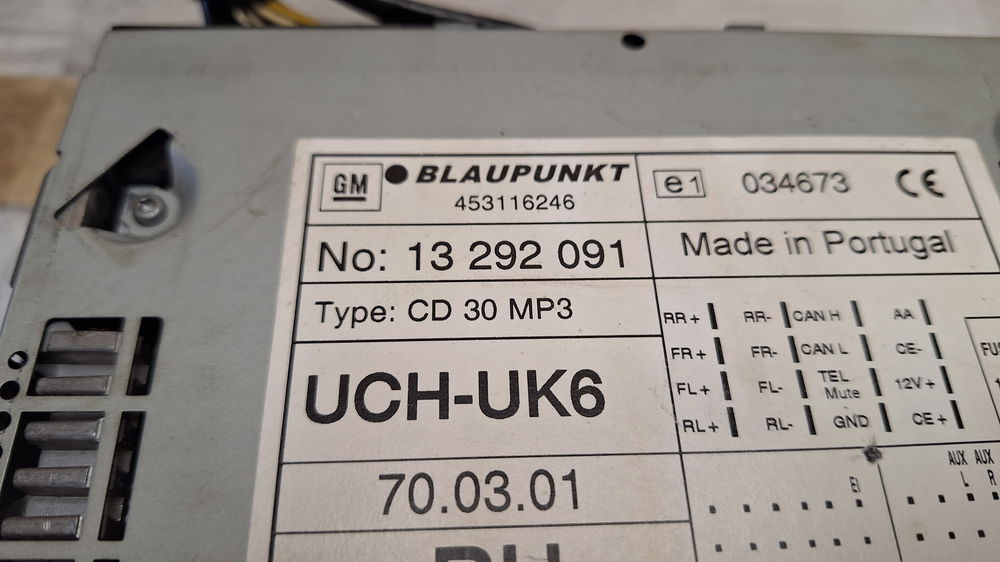 GM BLAUPUNKT
453116246
e1 034673 CE
No: 13 292 091
Made in Portugal
Type: CD 30 MP3
UCH-UK6
70.03.01
RR+ RR- CAN H AA
FR+ FR- CAN L CE-
FL+ FL- TEL Mute 12V+
RL+ RL- GND CE+
AUX L AUX R